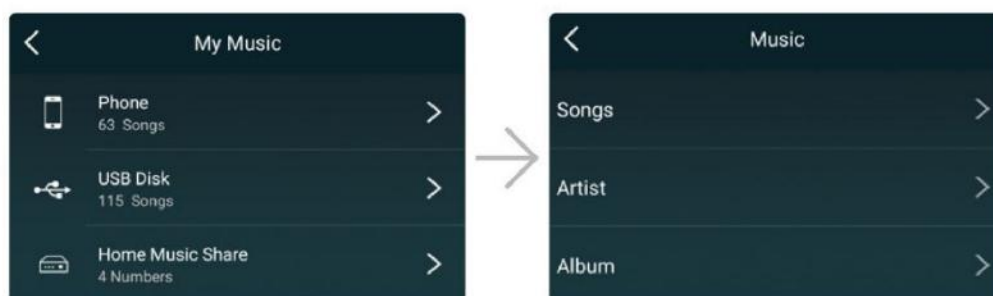 My Music
Phone
63 Songs
USB Disk
115 Songs
Home Music Share
4 Numbers
Music
Songs
Artist
Album